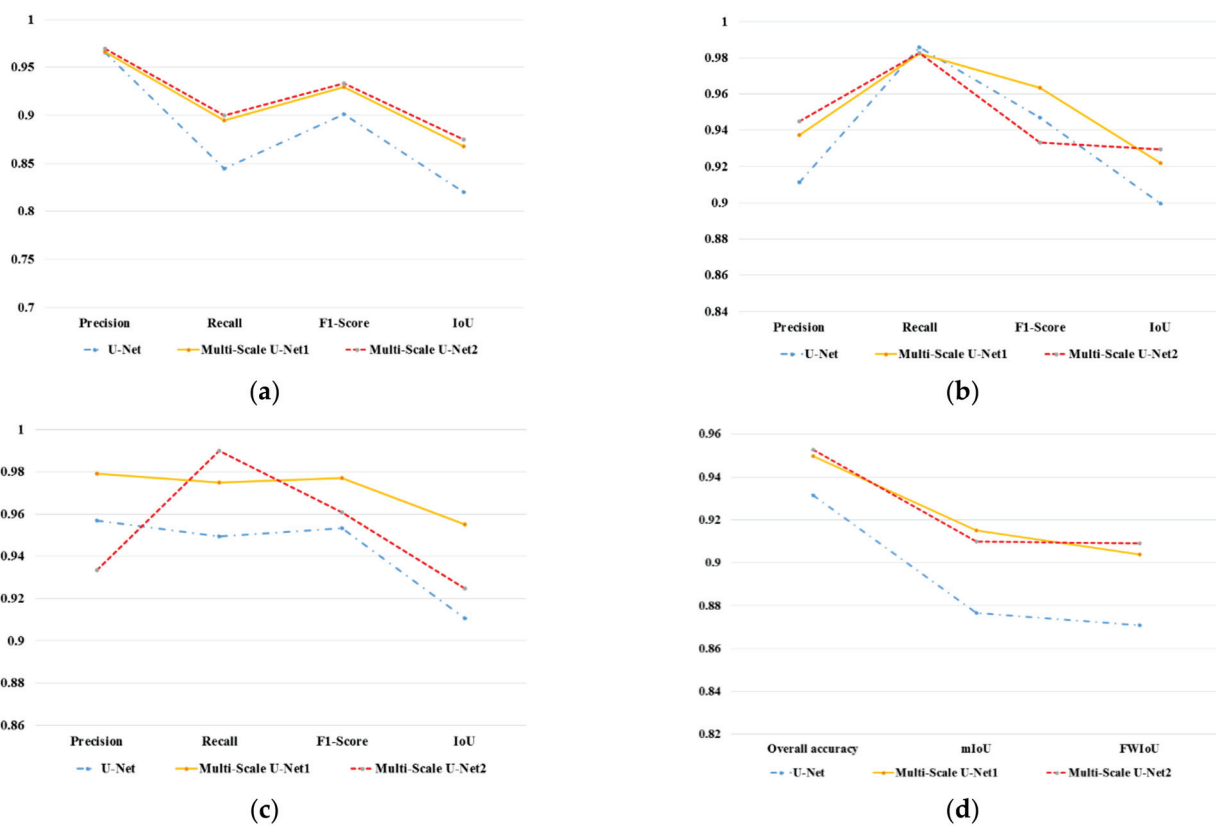 1
0.95
0.9
0.85
0.8
0.75
0.7
Precision Recall F1-Score IoU
U-Net Multi-Scale U-Net1 Multi-Scale U-Net2
(a)
1
0.98
0.96
0.94
0.92
0.9
0.88
0.86
0.84
Precision Recall F1-Score IoU
U-Net Multi-Scale U-Net1 Multi-Scale U-Net2
(b)
1
0.98
0.96
0.94
0.92
0.9
0.88
0.86
Precision Recall F1-Score IoU
U-Net Multi-Scale U-Net1 Multi-Scale U-Net2
(c)
0.96
0.94
0.92
0.9
0.88
0.86
0.84
0.82
Overall accuracy mIoU FWIoU
U-Net Multi-Scale U-Net1 Multi-Scale U-Net2
(d)